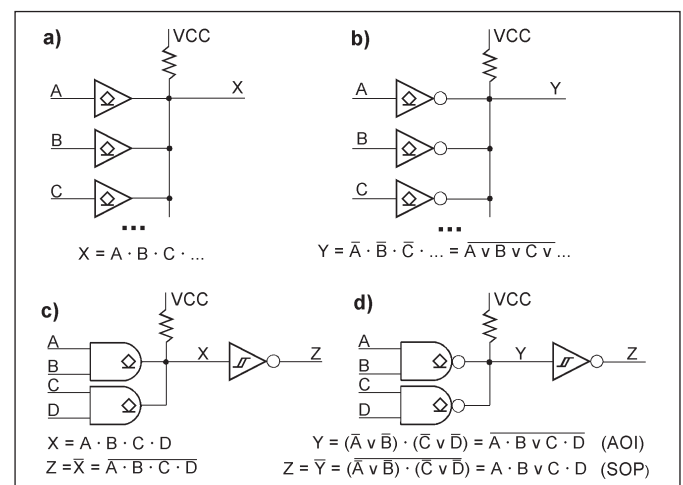 a)
VCC
A
X
B
C
...
X = A · B · C · ...
b)
VCC
A
Y
B
C
...
Y = A̅ · B̅ · C̅ · ... = A̅ ̅v̅ ̅B̅ ̅v̅ ̅C̅ ̅v̅ ...
c)
VCC
A
B
X
Z
C
D
X = A · B · C · D
Z = X̅ = A̅ ̅·̅ ̅B̅ ̅·̅ ̅C̅ ̅·̅ ̅D̅
d)
VCC
A
B
Y
Z
C
D
Y = (A̅ v B̅) · (C̅ v D̅) = A̅ ̅·̅ ̅B̅ ̅v̅ ̅C̅ ̅·̅ ̅D̅ (AOI)
Z = Y̅ = (̅A̅ ̅v̅ ̅B̅)̅ ̅·̅ ̅(̅C̅ ̅v̅ ̅D̅)̅ = A · B v C · D (SOP)